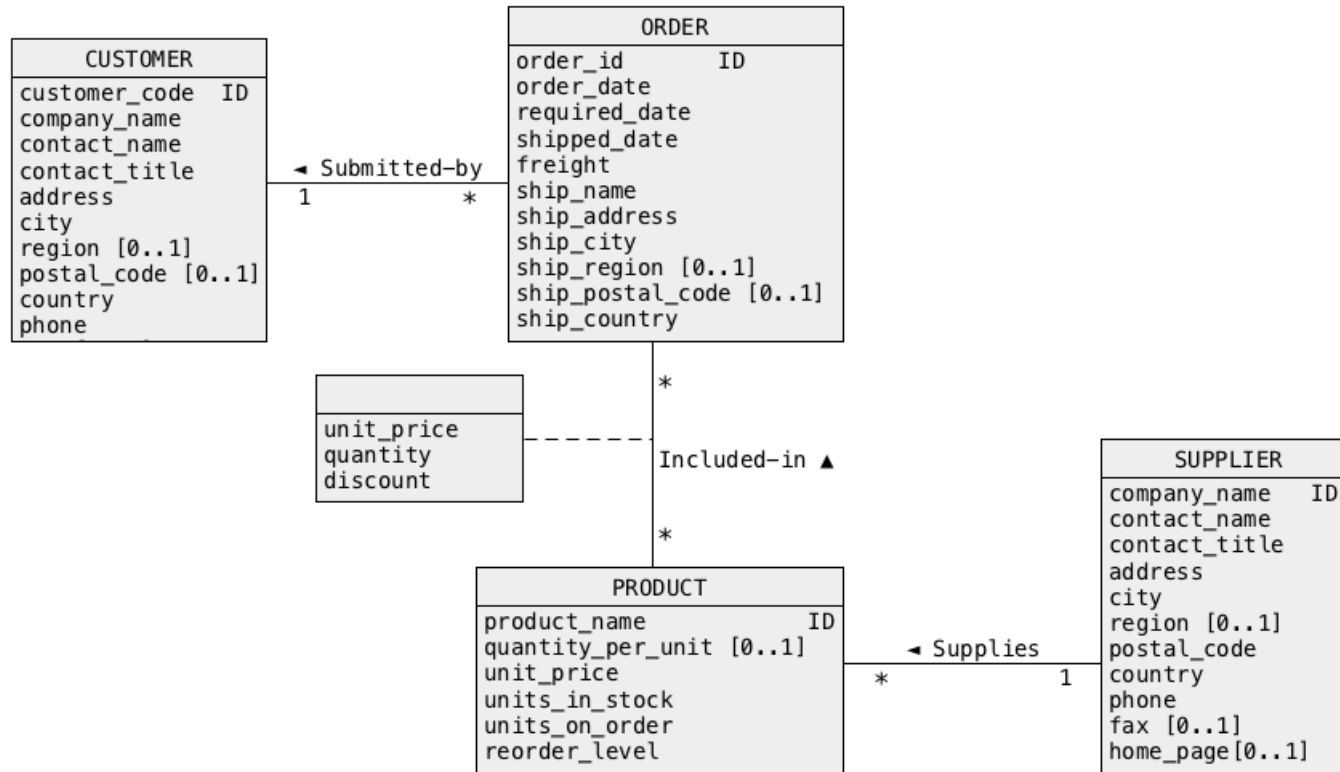 CUSTOMER
customer_code ID
company_name
contact_name
contact_title
address
city
region [0..1]
postal_code [0..1]
country
phone
◄ Submitted-by
1 *
ORDER
order_id ID
order_date
required_date
shipped_date
freight
ship_name
ship_address
ship_city
ship_region [0..1]
ship_postal_code [0..1]
ship_country
*
unit_price
quantity
discount
Included-in ▲
*
PRODUCT
product_name ID
quantity_per_unit [0..1]
unit_price
units_in_stock
units_on_order
reorder_level
◄ Supplies
* 1
SUPPLIER
company_name ID
contact_name
contact_title
address
city
region [0..1]
postal_code
country
phone
fax [0..1]
home_page[0..1]